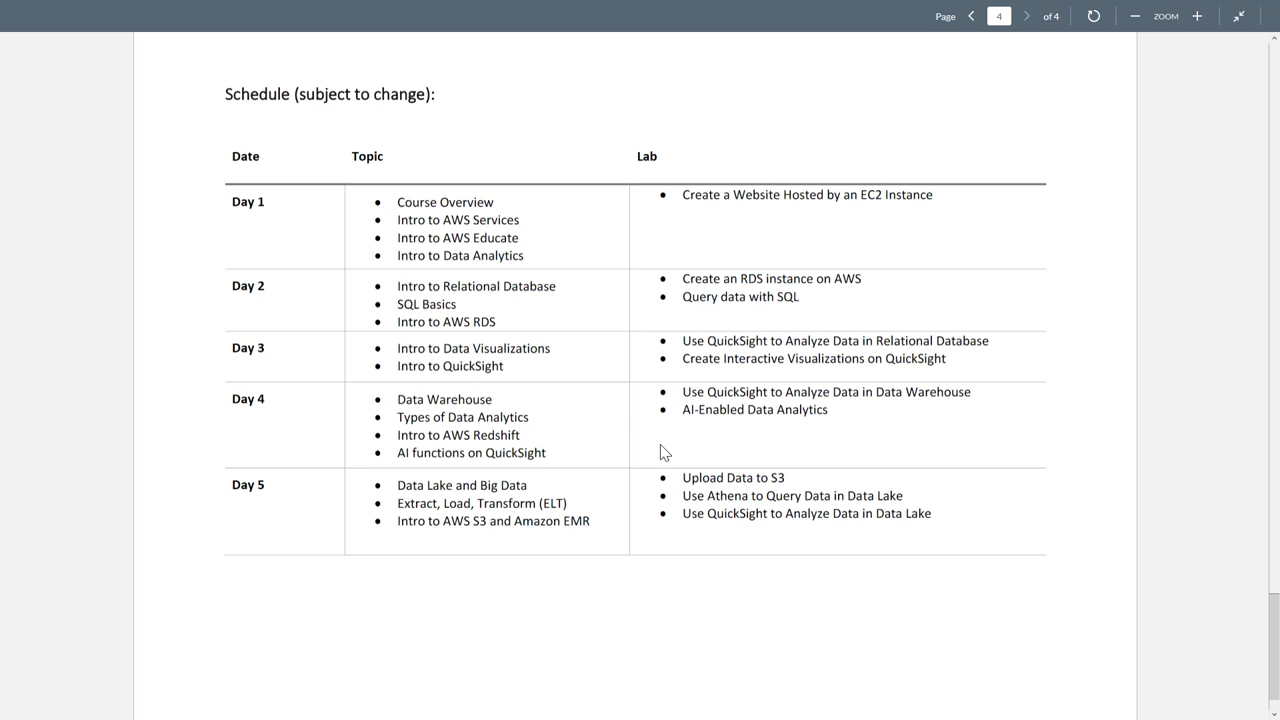 Page 4 of 4 ZOOM
Schedule (subject to change):
Date Topic Lab
Day 1
• Course Overview
• Intro to AWS Services
• Intro to AWS Educate
• Intro to Data Analytics
• Create a Website Hosted by an EC2 Instance
Day 2
• Intro to Relational Database
• SQL Basics
• Intro to AWS RDS
• Create an RDS instance on AWS
• Query data with SQL
Day 3
• Intro to Data Visualizations
• Intro to QuickSight
• Use QuickSight to Analyze Data in Relational Database
• Create Interactive Visualizations on QuickSight
Day 4
• Data Warehouse
• Types of Data Analytics
• Intro to AWS Redshift
• AI functions on QuickSight
• Use QuickSight to Analyze Data in Data Warehouse
• AI-Enabled Data Analytics
Day 5
• Data Lake and Big Data
• Extract, Load, Transform (ELT)
• Intro to AWS S3 and Amazon EMR
• Upload Data to S3
• Use Athena to Query Data in Data Lake
• Use QuickSight to Analyze Data in Data Lake